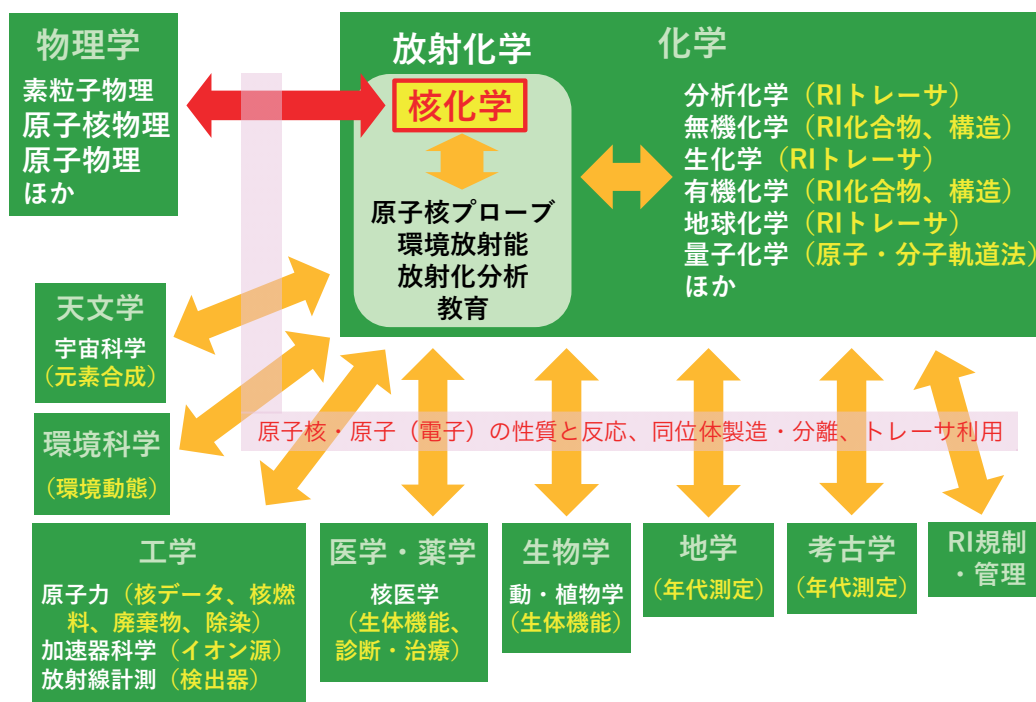 物理学
素粒子物理
原子核物理
原子物理
ほか
放射化学
核化学
原子核プローブ
環境放射能
放射化分析
教育
化学
分析化学（RIトレーサ）
無機化学（RI化合物、構造）
生化学（RIトレーサ）
有機化学（RI化合物、構造）
地球化学（RIトレーサ）
量子化学（原子・分子軌道法）
ほか
天文学
宇宙科学
（元素合成）
環境科学
（環境動態）
原子核・原子（電子）の性質と反応、同位体製造・分離、トレーサ利用
工学
原子力（核データ、核燃
料、廃棄物、除染）
加速器科学（イオン源）
放射線計測（検出器）
医学・薬学
核医学
（生体機能、
診断・治療）
生物学
動・植物学
（生体機能）
地学
（年代測定）
考古学
（年代測定）
RI規制
・管理